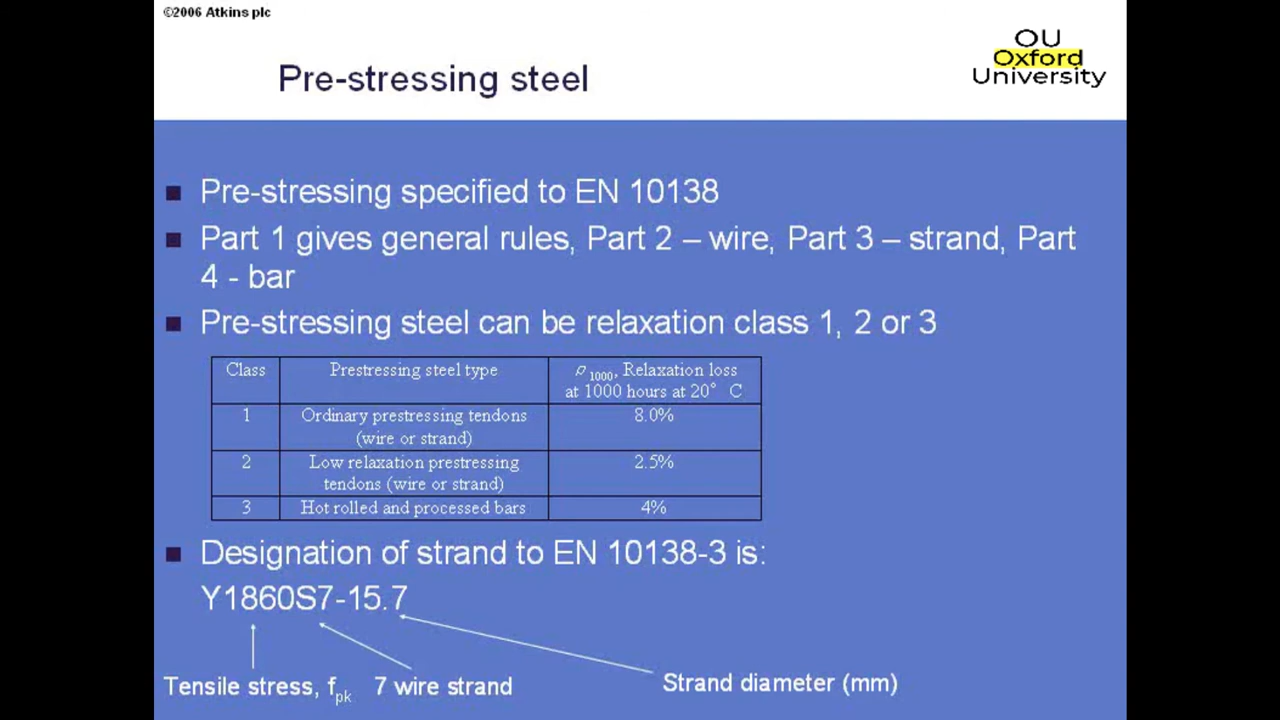 ©2006 Atkins plc
OU
Oxford
University
Pre-stressing steel
■ Pre-stressing specified to EN 10138
■ Part 1 gives general rules, Part 2 – wire, Part 3 – strand, Part
4 - bar
■ Pre-stressing steel can be relaxation class 1, 2 or 3
Class Prestressing steel type ρ1000, Relaxation loss
at 1000 hours at 20° C
1 Ordinary prestressing tendons 8.0%
(wire or strand)
2 Low relaxation prestressing 2.5%
tendons (wire or strand)
3 Hot rolled and processed bars 4%
■ Designation of strand to EN 10138-3 is:
Y1860S7-15.7
Tensile stress, fpk 7 wire strand Strand diameter (mm)